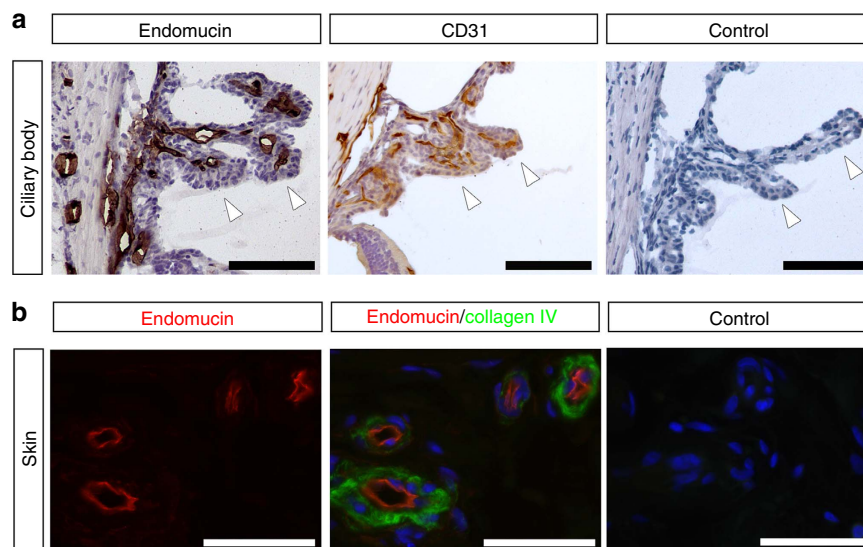 a
Endomucin
CD31
Control
Ciliary body
b
Endomucin
Endomucin/collagen IV
Control
Skin